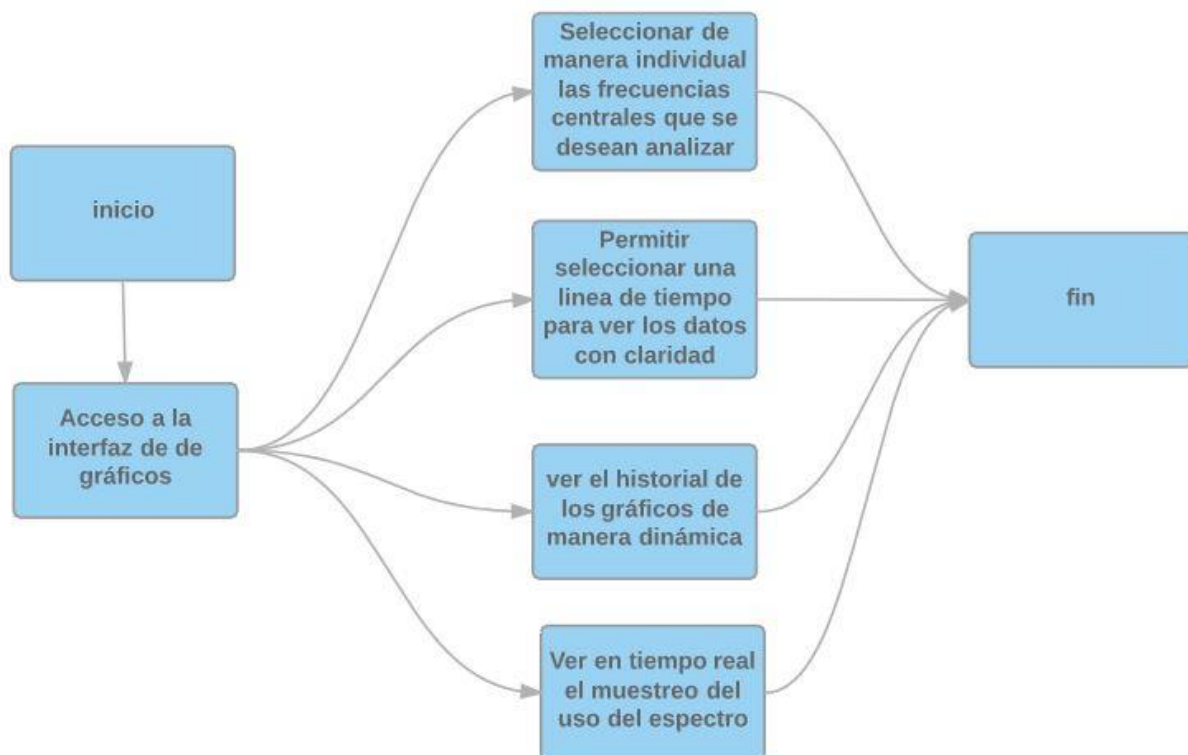 inicio
Acceso a la
interfaz de de
gráficos
Seleccionar de
manera individual
las frecuencias
centrales que se
desean analizar
Permitir
seleccionar una
linea de tiempo
para ver los datos
con claridad
ver el historial de
los gráficos de
manera dinámica
Ver en tiempo real
el muestreo del
uso del espectro
fin